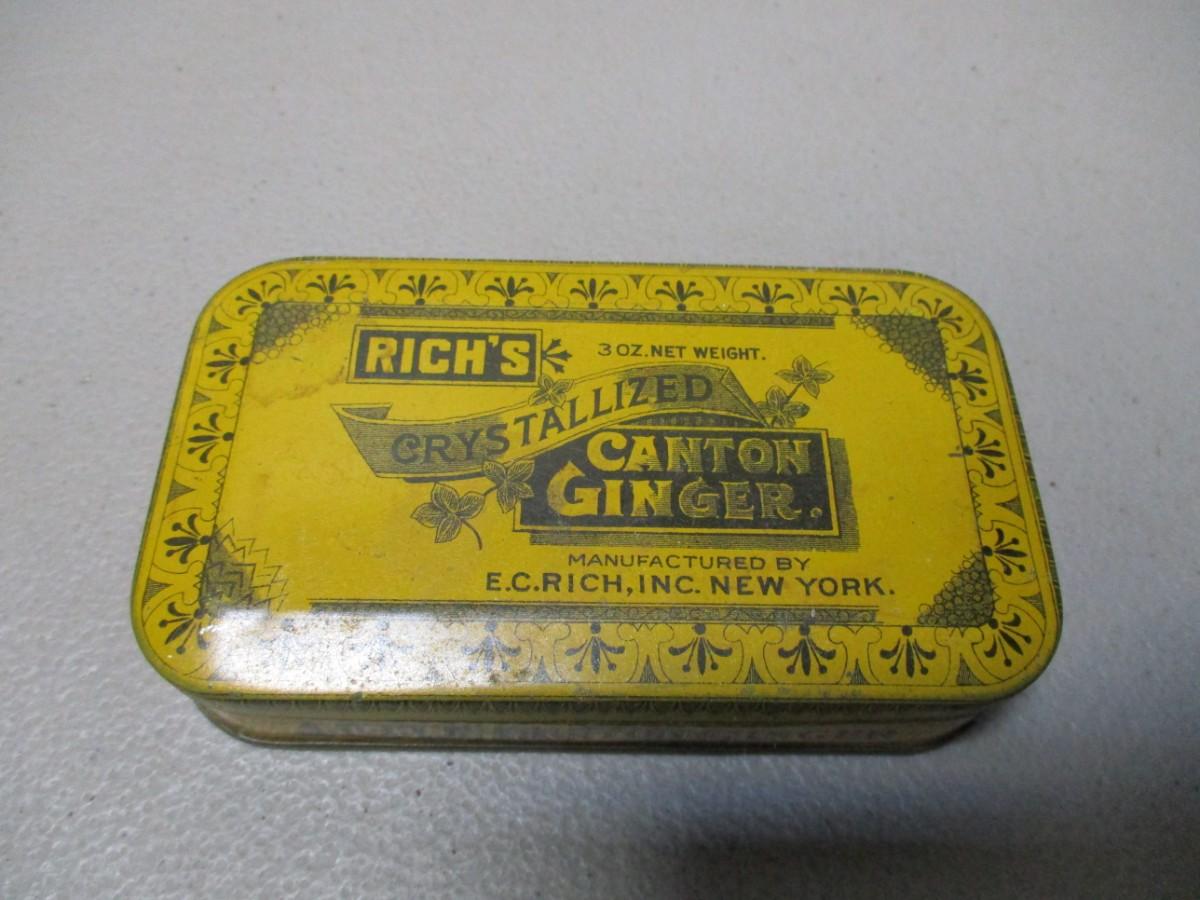 RICH'S
3 OZ. NET WEIGHT.
CRYSTALLIZED
CANTON
GINGER.
MANUFACTURED BY
E.C. RICH, INC. NEW YORK.